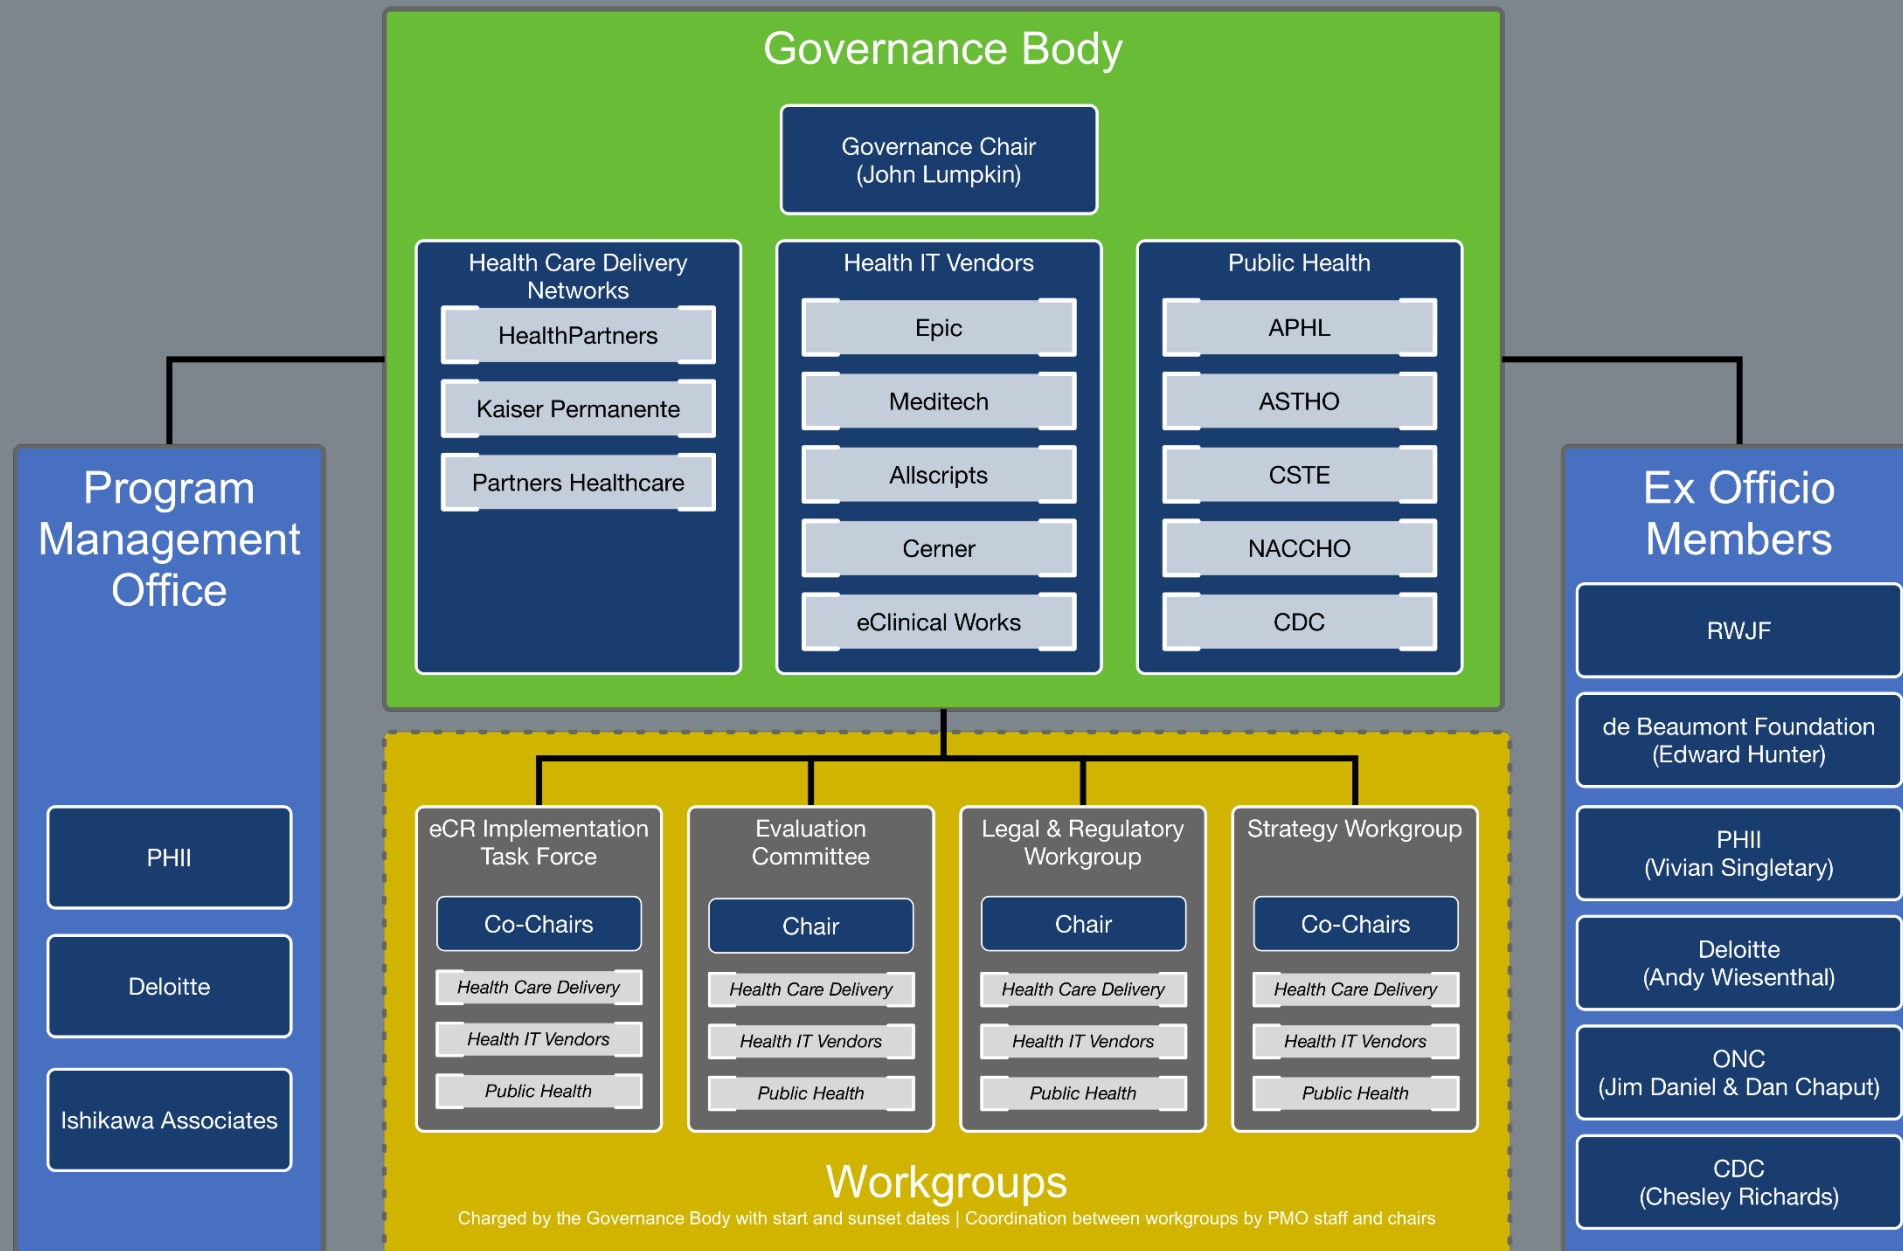 Governance Body
Governance Chair
(John Lumpkin)
Health Care Delivery
Networks
HealthPartners
Kaiser Permanente
Partners Healthcare
Health IT Vendors
Epic
Meditech
Allscripts
Cerner
eClinical Works
Public Health
APHL
ASTHO
CSTE
NACCHO
CDC
Program
Management
Office
PHII
Deloitte
Ishikawa Associates
Ex Officio
Members
RWJF
de Beaumont Foundation
(Edward Hunter)
PHII
(Vivian Singletary)
Deloitte
(Andy Wiesenthal)
ONC
(Jim Daniel & Dan Chaput)
CDC
(Chesley Richards)
eCR Implementation
Task Force
Co-Chairs
Health Care Delivery
Health IT Vendors
Public Health
Evaluation
Committee
Chair
Health Care Delivery
Health IT Vendors
Public Health
Legal & Regulatory
Workgroup
Chair
Health Care Delivery
Health IT Vendors
Public Health
Strategy Workgroup
Co-Chairs
Health Care Delivery
Health IT Vendors
Public Health
Workgroups
Charged by the Governance Body with start and sunset dates | Coordination between workgroups by PMO staff and chairs